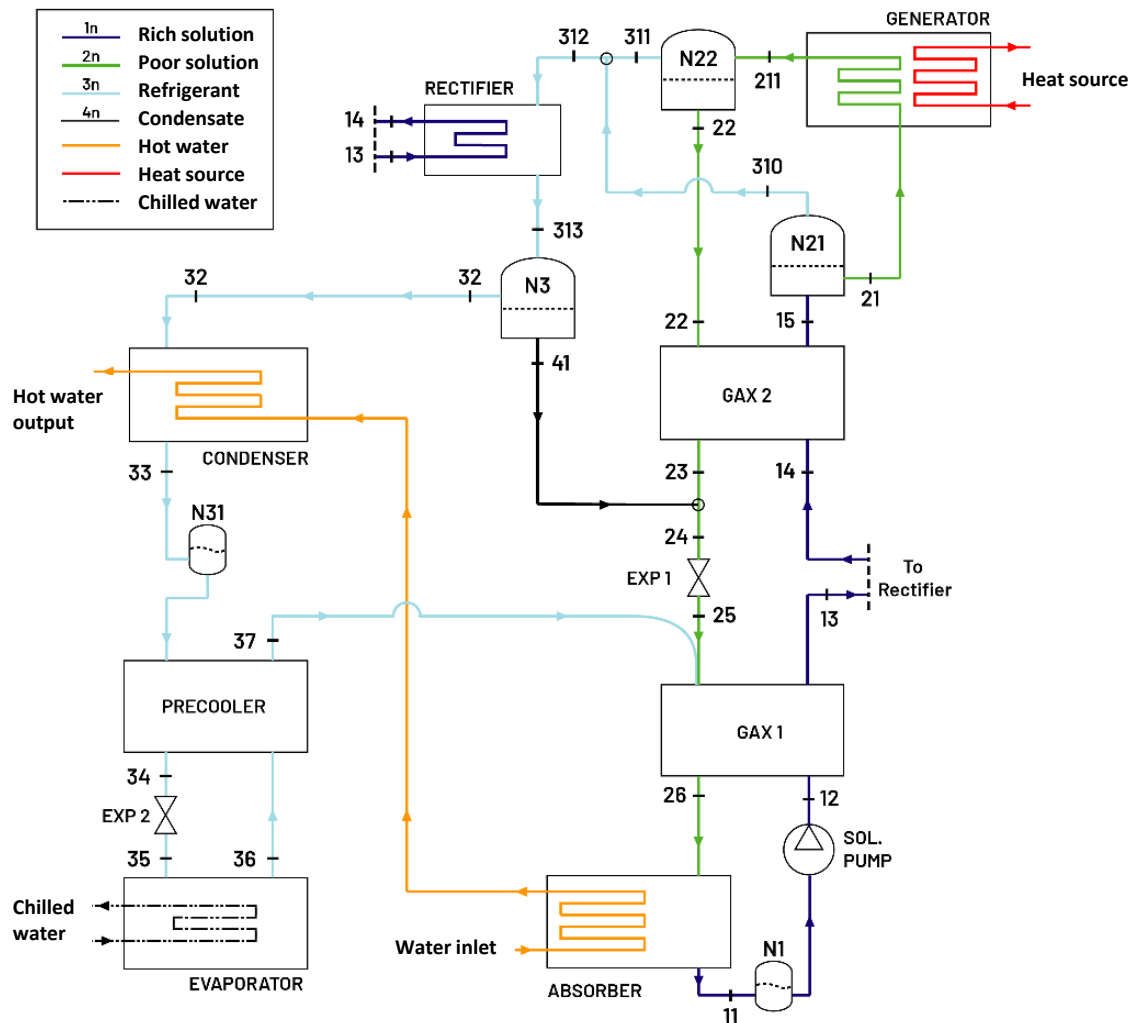 1n Rich solution
2n Poor solution
3n Refrigerant
4n Condensate
Hot water
Heat source
Chilled water
GENERATOR
Heat source
312
311
N22
211
RECTIFIER
14
13
22
310
N21
313
21
32
32
N3
22
15
41
GAX 2
Hot water
output
CONDENSER
33
23
14
N31
24
EXP 1
To
Rectifier
37
25
13
PRECOOLER
GAX 1
34
26
12
EXP 2
SOL.
PUMP
35
36
Chilled
water
Water inlet
N1
EVAPORATOR
ABSORBER
11